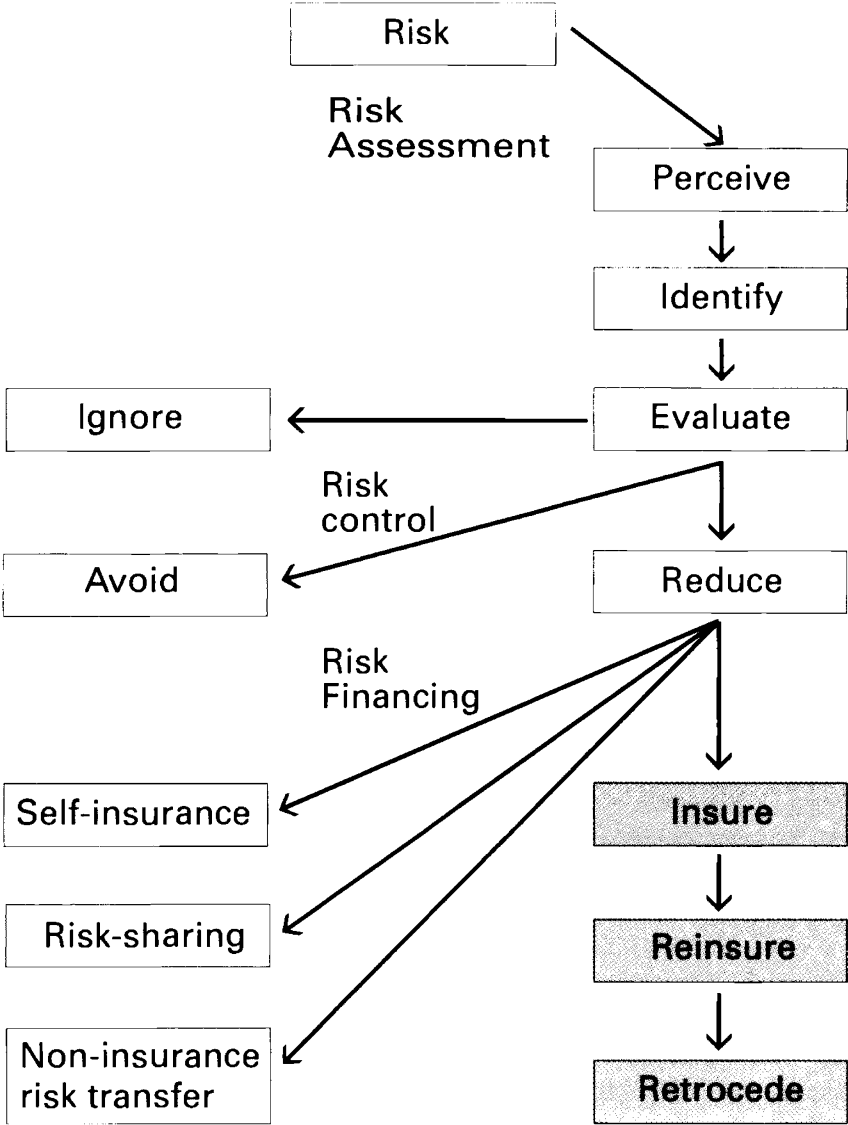 Risk
Risk
Assessment
Perceive
Identify
Ignore
Evaluate
Risk
control
Avoid
Reduce
Risk
Financing
Self-insurance
Insure
Risk-sharing
Reinsure
Non-insurance
risk transfer
Retrocede